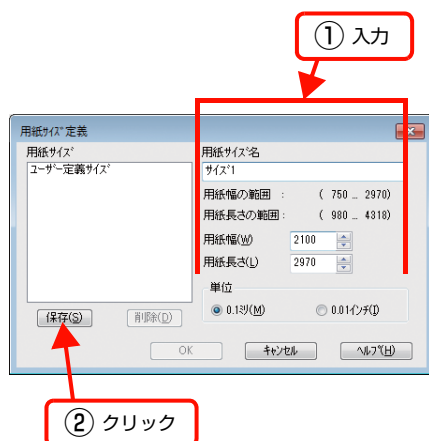 ① 入力
用紙ｻｲｽﾞ定義
用紙ｻｲｽﾞ
ﾕｰｻﾞｰ定義ｻｲｽﾞ
用紙ｻｲｽﾞ名
ｻｲｽﾞ1
用紙幅の範囲 : ( 750 .. 2970)
用紙長さの範囲 : ( 980 .. 4318)
用紙幅(W) 2100
用紙長さ(L) 2970
単位
0.1ﾐﾘ(M) 0.01ｲﾝﾁ(I)
保存(S) 削除(D)
OK ｷｬﾝｾﾙ ﾍﾙﾌﾟ(H)
② クリック